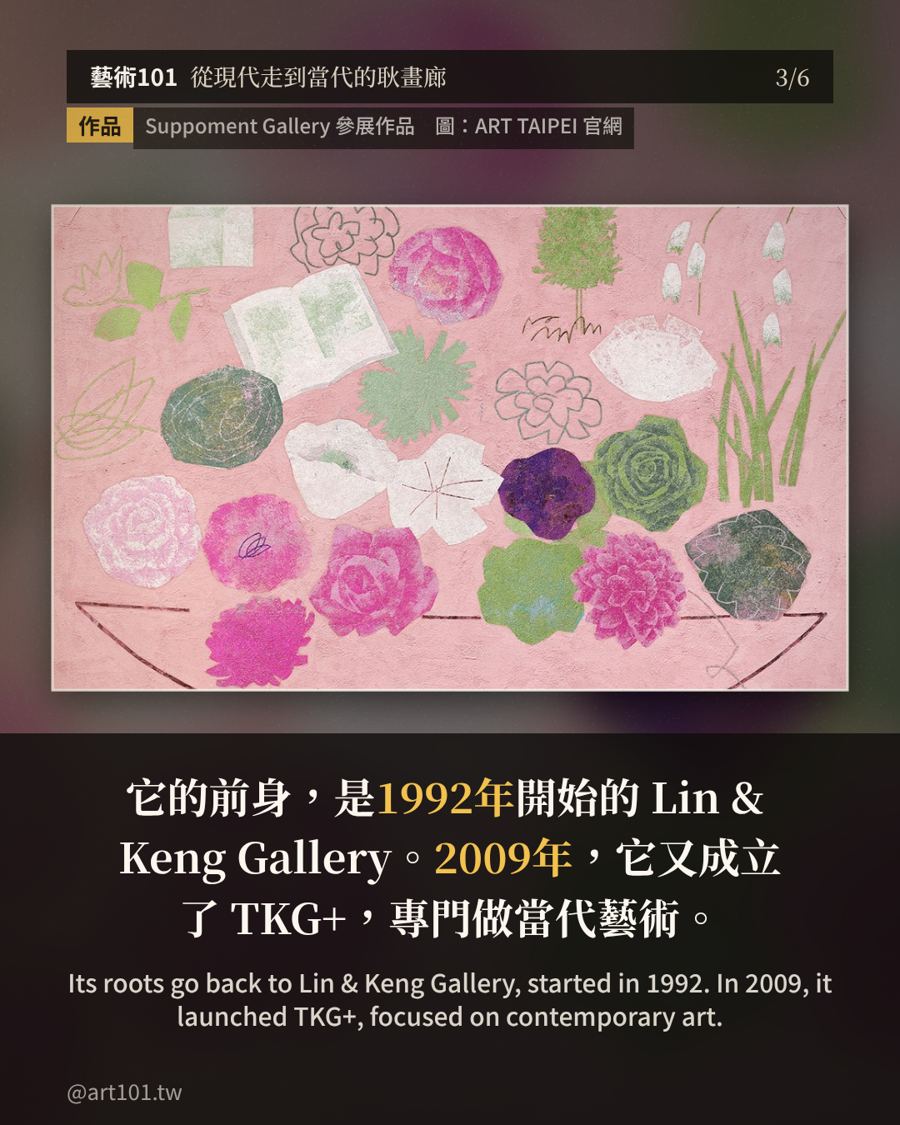 藝術101 從現代走到當代的耿畫廊 3/6
作品 Suppoment Gallery 參展作品 圖：ART TAIPEI 官網
它的前身，是1992年開始的 Lin &
Keng Gallery。2009年，它又成立
了 TKG+，專門做當代藝術。
Its roots go back to Lin & Keng Gallery, started in 1992. In 2009, it
launched TKG+, focused on contemporary art.
@art101.tw